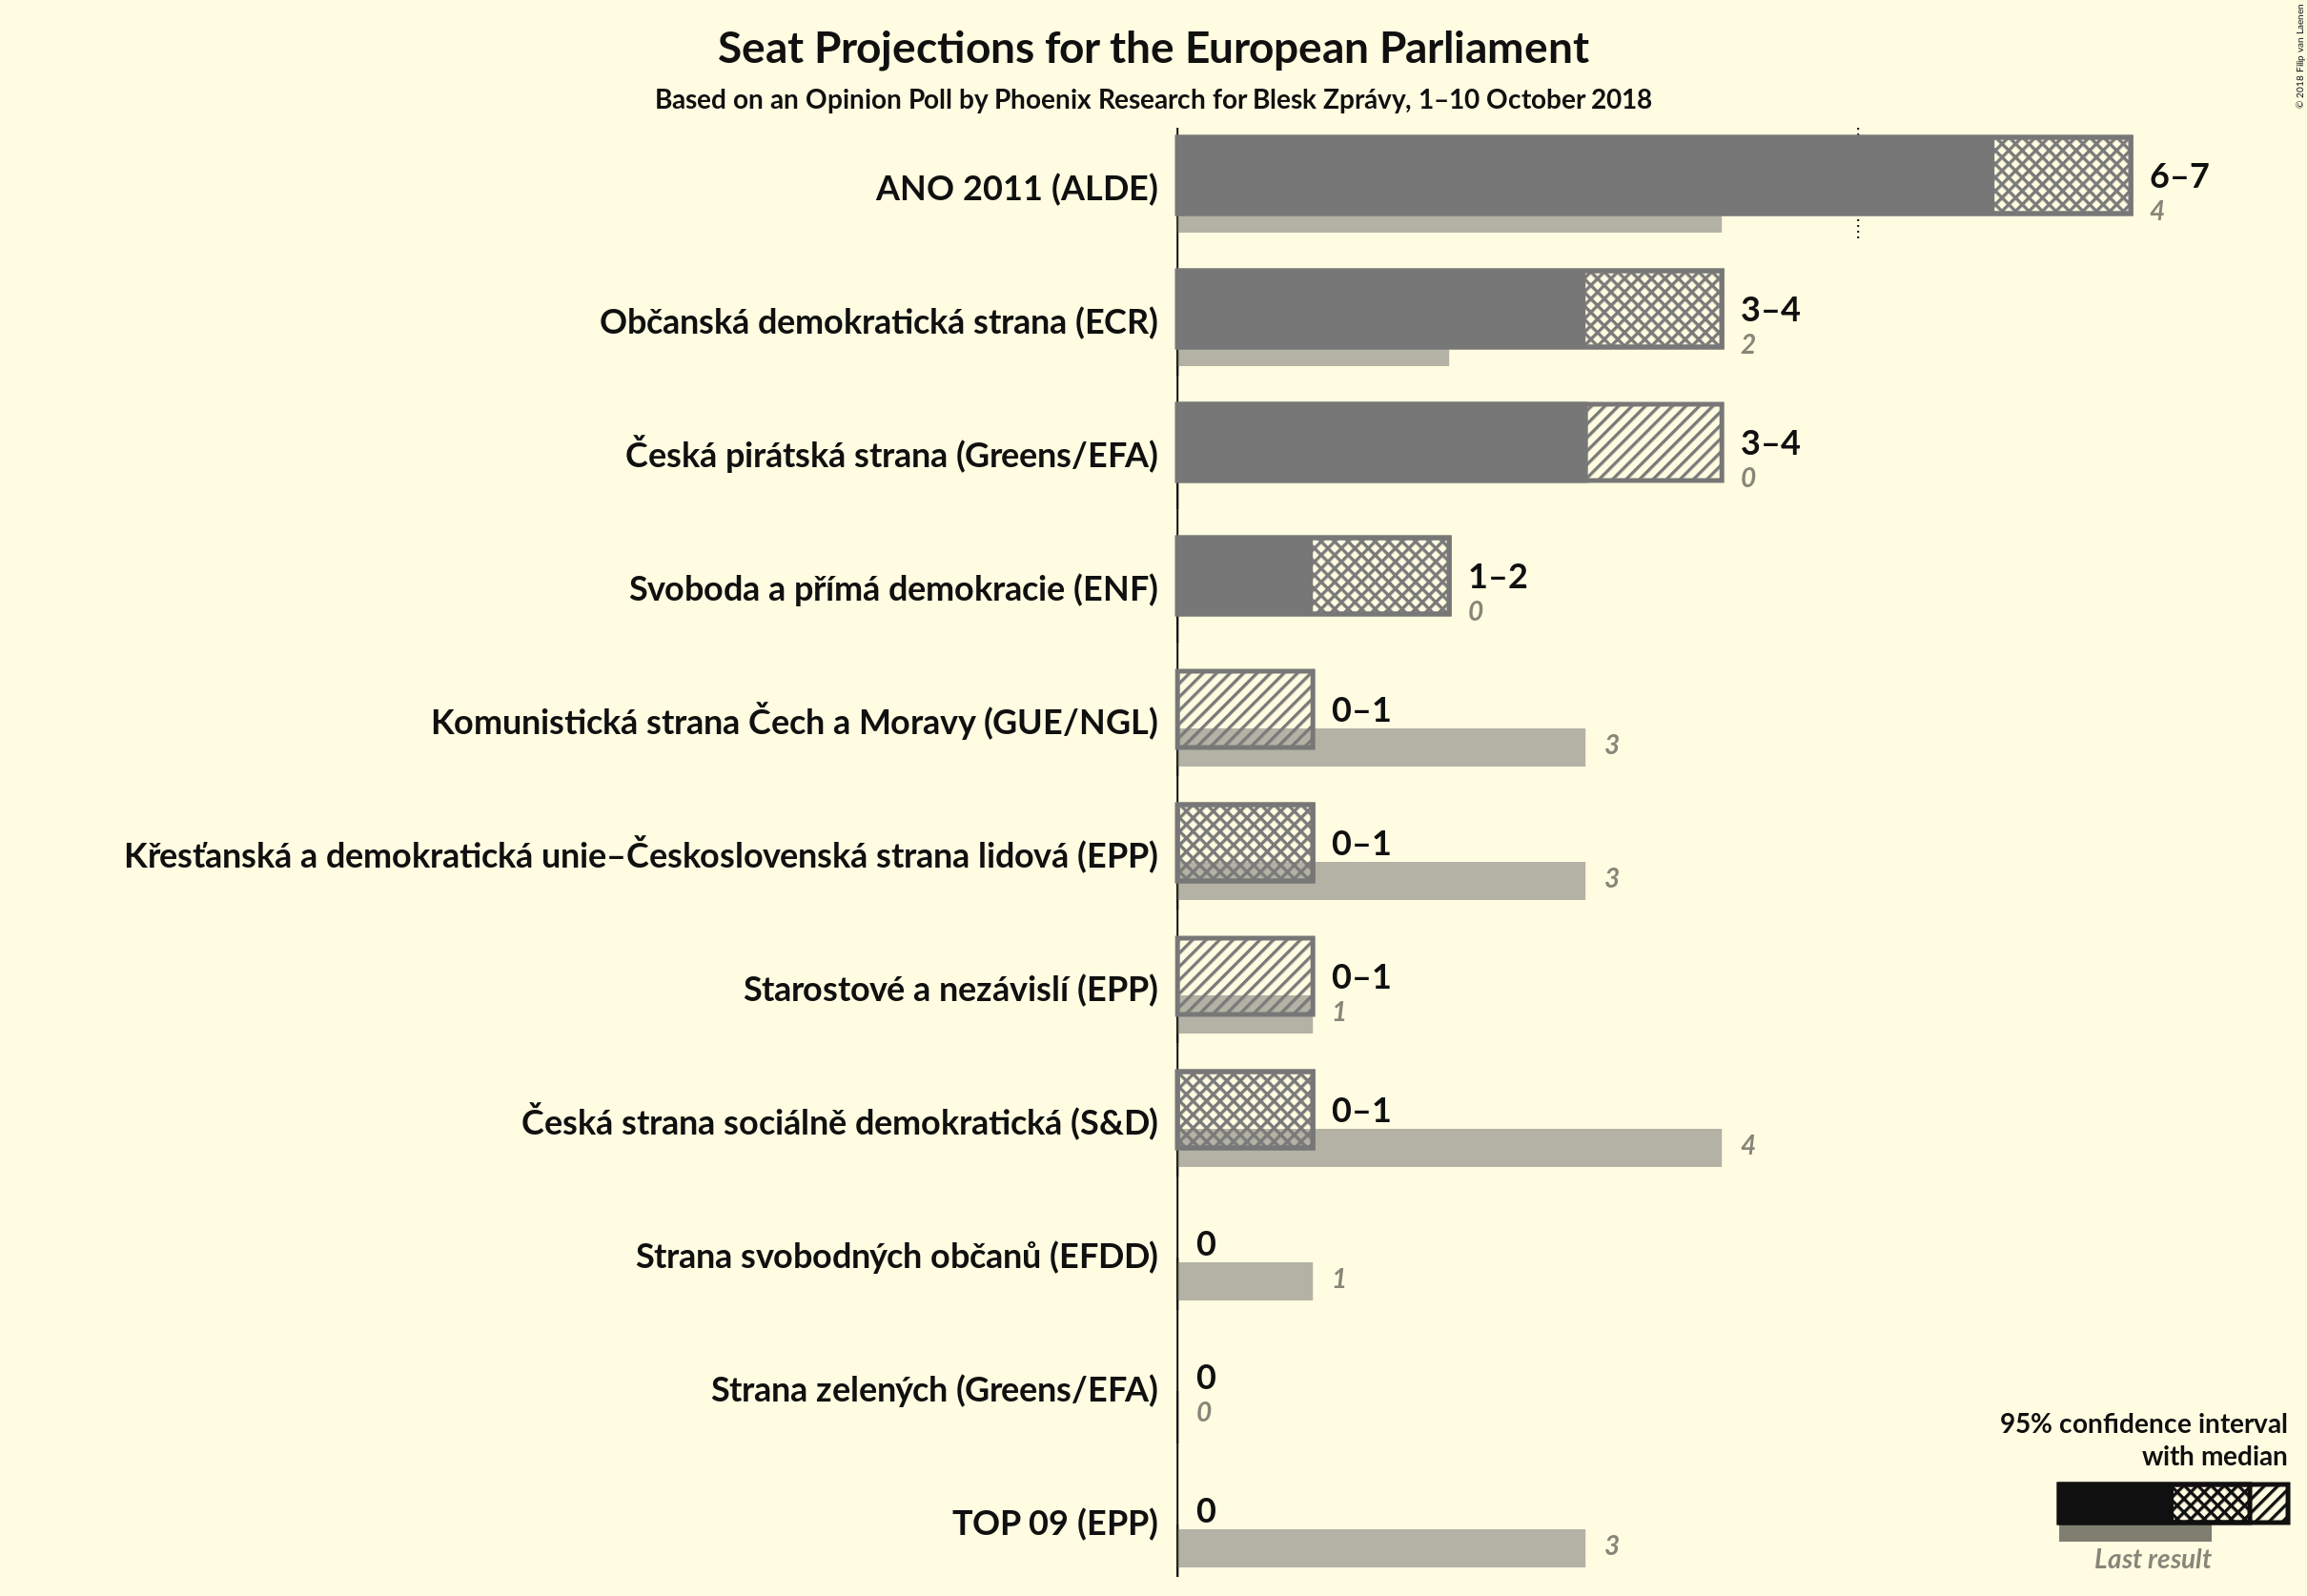 Seat Projections for the European Parliament
Based on an Opinion Poll by Phoenix Research for Blesk Zprávy, 1–10 October 2018
© 2018 Filip van Laenen
ANO 2011 (ALDE)
6–7
4
Občanská demokratická strana (ECR)
3–4
2
Česká pirátská strana (Greens/EFA)
3–4
0
Svoboda a přímá demokracie (ENF)
1–2
0
Komunistická strana Čech a Moravy (GUE/NGL)
0–1
3
Křesťanská a demokratická unie–Československá strana lidová (EPP)
0–1
3
Starostové a nezávislí (EPP)
0–1
1
Česká strana sociálně demokratická (S&D)
0–1
4
Strana svobodných občanů (EFDD)
0
1
Strana zelených (Greens/EFA)
0
0
TOP 09 (EPP)
0
3
95% confidence interval
with median
Last result